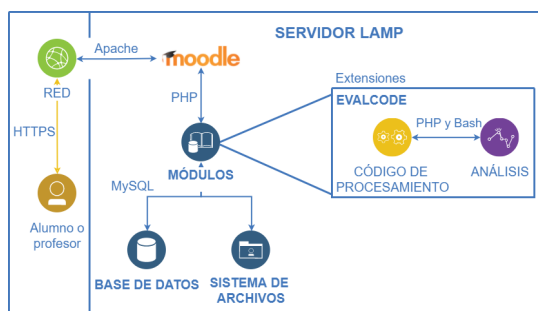 SERVIDOR LAMP
Apache
moodle
RED
PHP
Extensiones
EVALCODE
HTTPS
PHP y Bash
CÓDIGO DE
PROCESAMIENTO
ANÁLISIS
MÓDULOS
MySQL
Alumno o
profesor
BASE DE DATOS
SISTEMA DE
ARCHIVOS